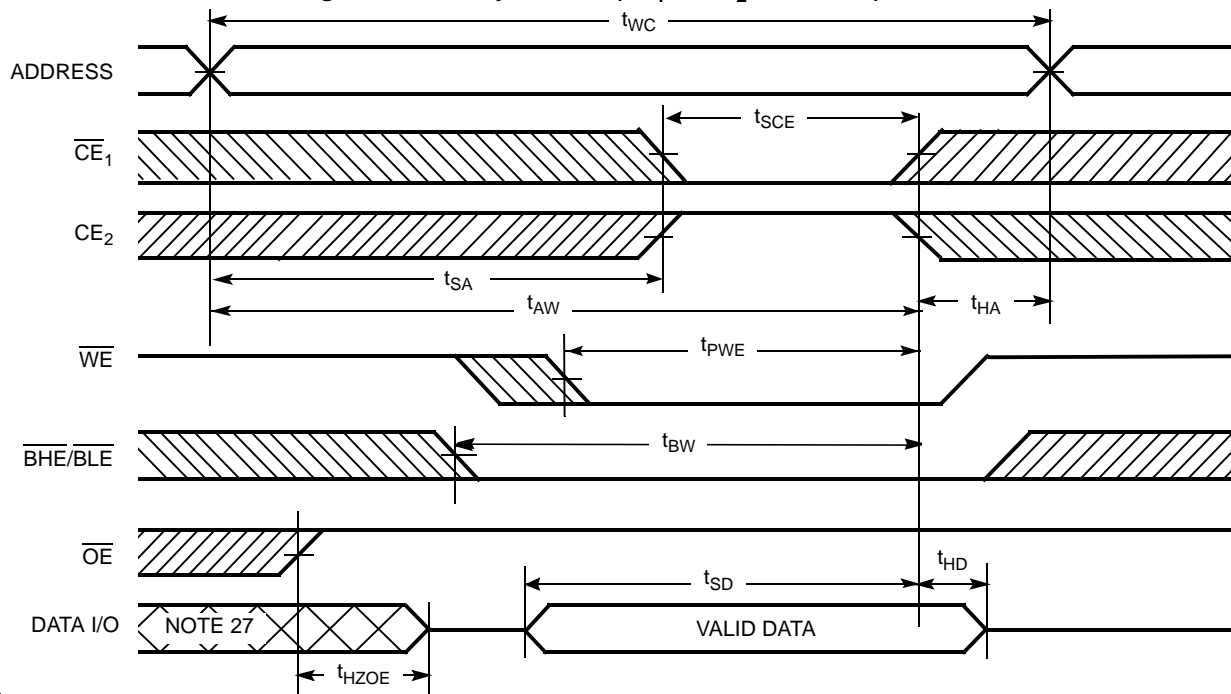 tWC
ADDRESS
tSCE
CE1
CE2
tSA
tAW
tHA
WE
tPWE
BHE/BLE
tBW
OE
tHD
tSD
DATA I/O
NOTE 27
VALID DATA
tHZOE